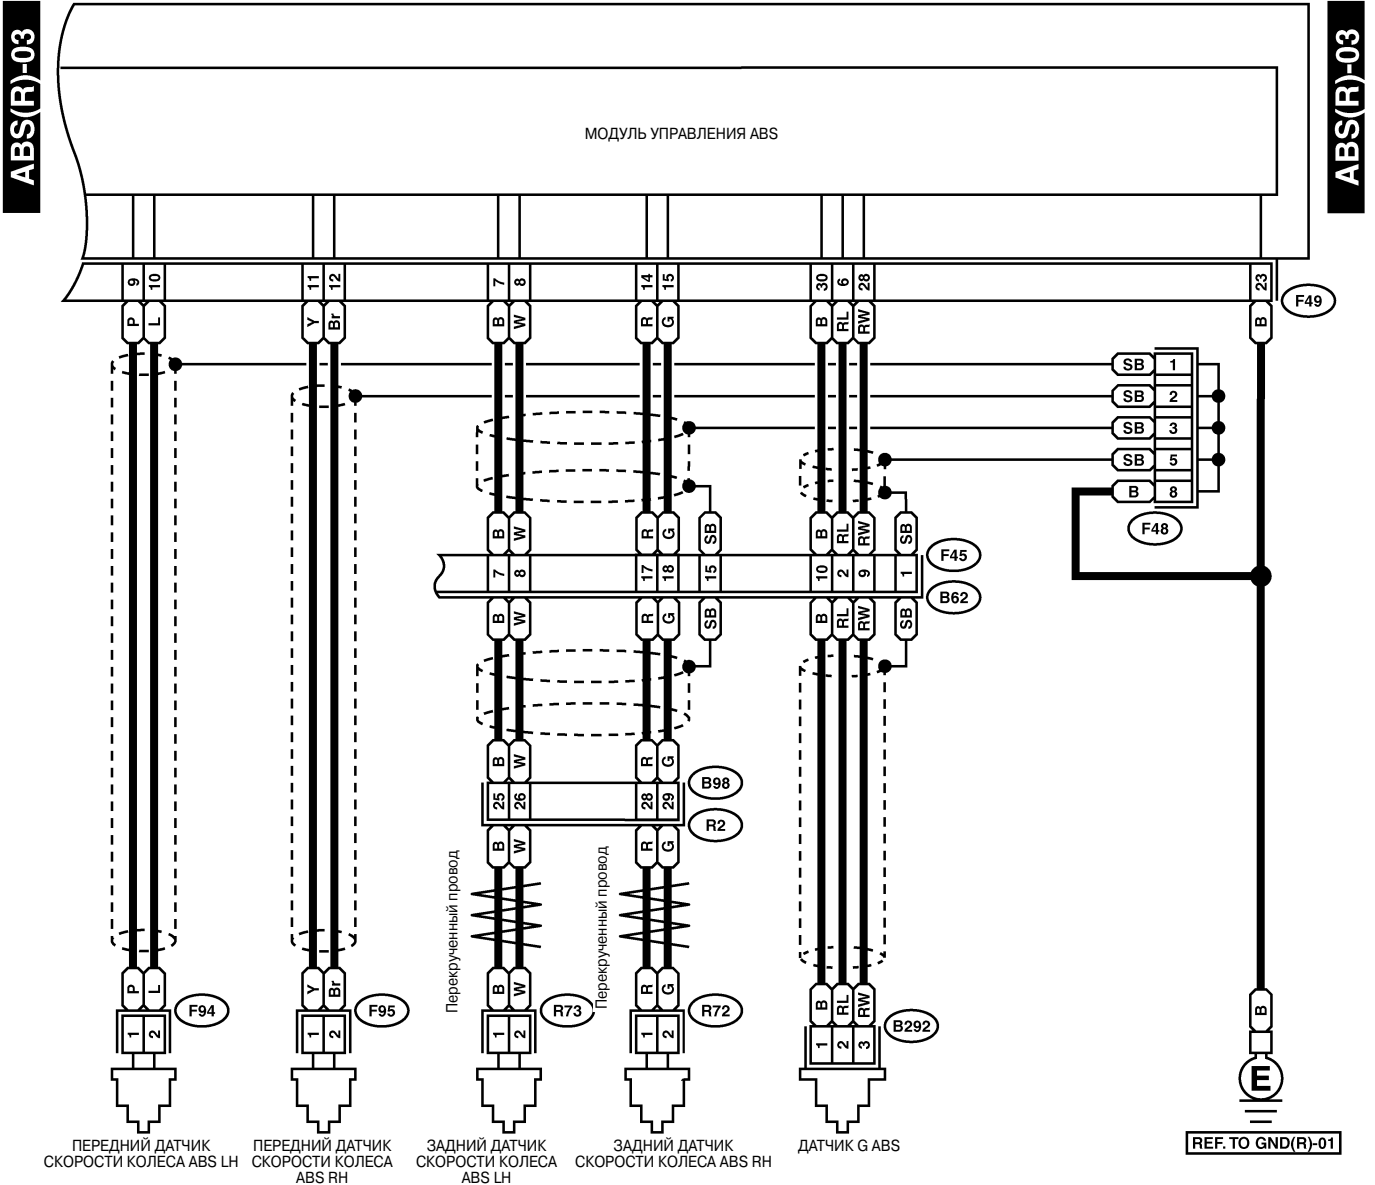 ABS(R)-03
ABS(R)-03
МОДУЛЬ УПРАВЛЕНИЯ ABS
9 10 11 12 7 8 14 15 30 6 28 23
F49
P L Y Br B W R G B RL RW B
SB 1
SB 2
SB 3
SB 5
B 8
F48
B W R G SB B RL RW SB
F45
7 8 17 18 15 10 2 9 1
B62
B W R G SB B RL RW SB
B W R G
B98
25 26 28 29
R2
B W R G
Перекрученный провод
Перекрученный провод
P L Y Br B W R G B RL RW B
F94 F95 R73 R72 B292
1 2 1 2 1 2 1 2 1 2 3
E
REF. TO GND(R)-01
ПЕРЕДНИЙ ДАТЧИК
СКОРОСТИ КОЛЕСА ABS LH
ПЕРЕДНИЙ ДАТЧИК
СКОРОСТИ КОЛЕСА
ABS RH
ЗАДНИЙ ДАТЧИК
СКОРОСТИ КОЛЕСА
ABS LH
ЗАДНИЙ ДАТЧИК
СКОРОСТИ КОЛЕСА ABS RH
ДАТЧИК G ABS